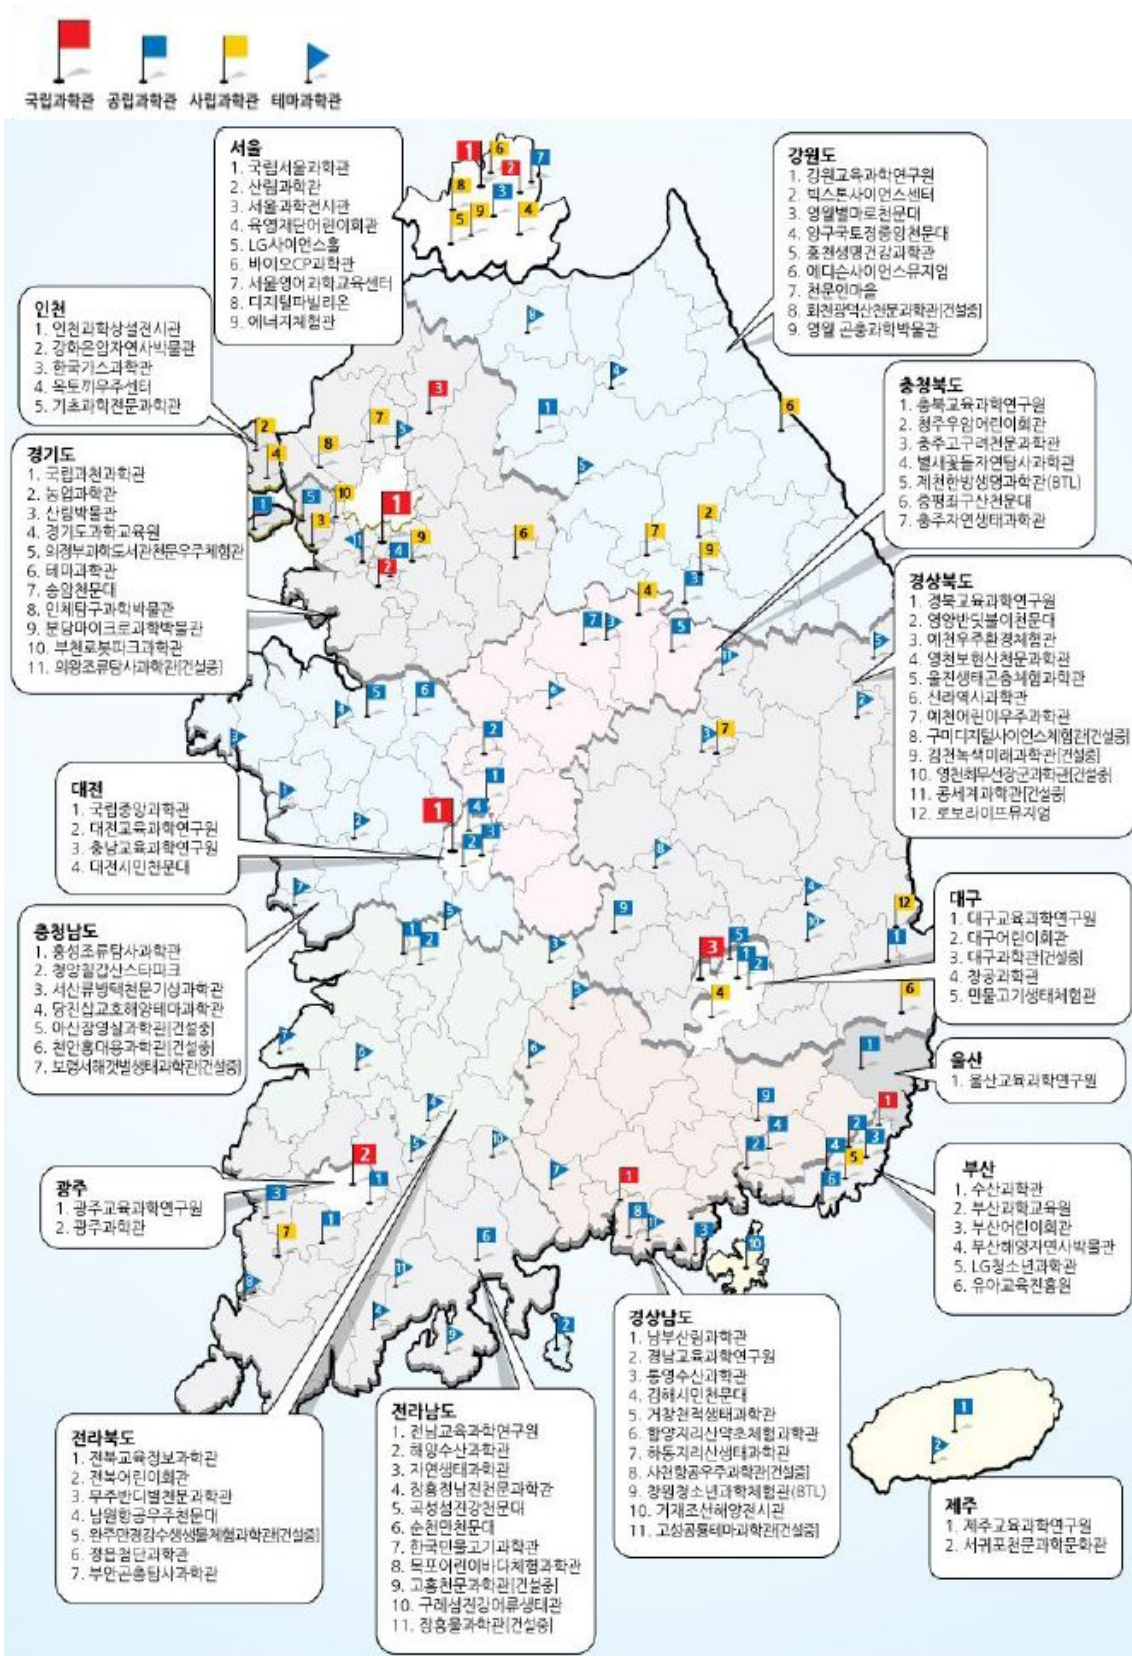 국립과학관 공립과학관 사립과학관 테마과학관
서울
1. 국립서울과학관
2. 산림과학관
3. 서울과학전시관
4. 육영재단어린이회관
5. LG사이언스홀
6. 바이오CP과학관
7. 서울영어과학교육센터
8. 디지털파빌리온
9. 에너지체험관
강원도
1. 강원교육과학연구원
2. 빅스톤사이언스센터
3. 영월별마로천문대
4. 양구국토정중앙천문대
5. 홍천생명건강과학관
6. 에디슨사이언스뮤지엄
7. 천문인마을
8. 화천광덕산천문과학관[건설중]
9. 영월 곤충과학박물관
인천
1. 인천과학상설전시관
2. 강화은암자연사박물관
3. 한국가스과학관
4. 옥토끼우주센터
5. 기초과학전문과학관
충청북도
1. 충북교육과학연구원
2. 청주우암어린이회관
3. 충주고구려천문과학관
4. 별새꽃돌자연탐사과학관
5. 제천한방생명과학관(BTL)
6. 증평좌구산천문대
7. 충주자연생태과학관
경기도
1. 국립과천과학관
2. 농업과학관
3. 산림박물관
4. 경기도과학교육원
5. 의정부과학도서관천문우주체험관
6. 테마과학관
7. 송암천문대
8. 인체탐구과학박물관
9. 분당마이크로과학박물관
10. 부천로봇파크과학관
11. 의왕조류탐사과학관[건설중]
경상북도
1. 경북교육과학연구원
2. 영양반딧불이천문대
3. 예천우주환경체험관
4. 영천보현산천문과학관
5. 울진생태곤충체험과학관
6. 신라역사과학관
7. 예천어린이우주과학관
8. 구미디지털사이언스체험관[건설중]
9. 김천녹색미래과학관[건설중]
10. 영천최무선장군과학관[건설중]
11. 콩세계과학관[건설중]
12. 로보라이프뮤지엄
대전
1. 국립중앙과학관
2. 대전교육과학연구원
3. 충남교육과학연구원
4. 대전시민천문대
대구
1. 대구교육과학연구원
2. 대구어린이회관
3. 대구과학관[건설중]
4. 창공과학관
5. 민물고기생태체험관
충청남도
1. 홍성조류탐사과학관
2. 청양칠갑산스타파크
3. 서산류방택천문기상과학관
4. 당진삽교호해양테마과학관
5. 아산장영실과학관[건설중]
6. 천안홍대용과학관[건설중]
7. 보령서해갯벌생태과학관[건설중]
울산
1. 울산교육과학연구원
광주
1. 광주교육과학연구원
2. 광주과학관
부산
1. 수산과학관
2. 부산과학교육원
3. 부산어린이회관
4. 부산해양자연사박물관
5. LG청소년과학관
6. 유아교육진흥원
경상남도
1. 남부산림과학관
2. 경남교육과학연구원
3. 통영수산과학관
4. 김해시민천문대
5. 거창천적생태과학관
6. 함양지리산약초체험과학관
7. 하동지리산생태과학관
8. 사천항공우주과학관[건설중]
9. 창원청소년과학체험관(BTL)
10. 거제조선해양전시관
11. 고성공룡테마과학관[건설중]
전라북도
1. 전북교육정보과학관
2. 전북어린이회관
3. 무주반디별천문과학관
4. 남원항공우주천문대
5. 완주만경강수생생물체험과학관[건설중]
6. 정읍첨단과학관
7. 부안곤충탐사과학관
전라남도
1. 전남교육과학연구원
2. 해양수산과학관
3. 자연생태과학관
4. 장흥정남진천문과학관
5. 곡성섬진강천문대
6. 순천만천문대
7. 한국민물고기과학관
8. 목포어린이바다체험과학관
9. 고흥천문과학관[건설중]
10. 구례섬진강어류생태관
11. 장흥물과학관[건설중]
제주
1. 제주교육과학연구원
2. 서귀포천문과학문화관